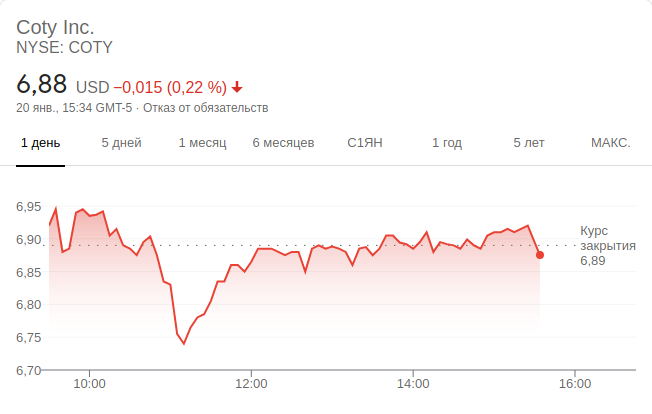 Coty Inc.
NYSE: COTY
6,88 USD −0,015 (0,22 %)
20 янв., 15:34 GMT-5 · Отказ от обязательств
1 день 5 дней 1 месяц 6 месяцев С1ЯН 1 год 5 лет МАКС.
6,95
6,90
6,85
6,80
6,75
6,70
Курс
закрытия
6,89
10:00 12:00 14:00 16:00